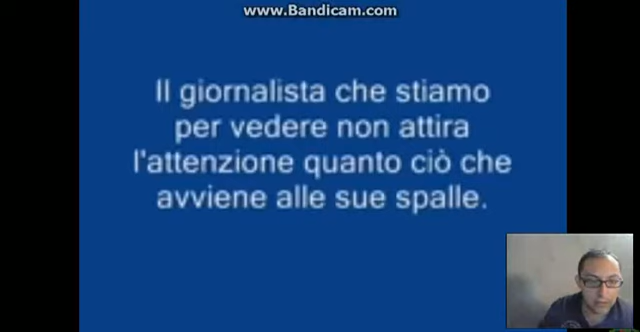 www.Bandicam.com
Il giornalista che stiamo
per vedere non attira
l'attenzione quanto ciò che
avviene alle sue spalle.